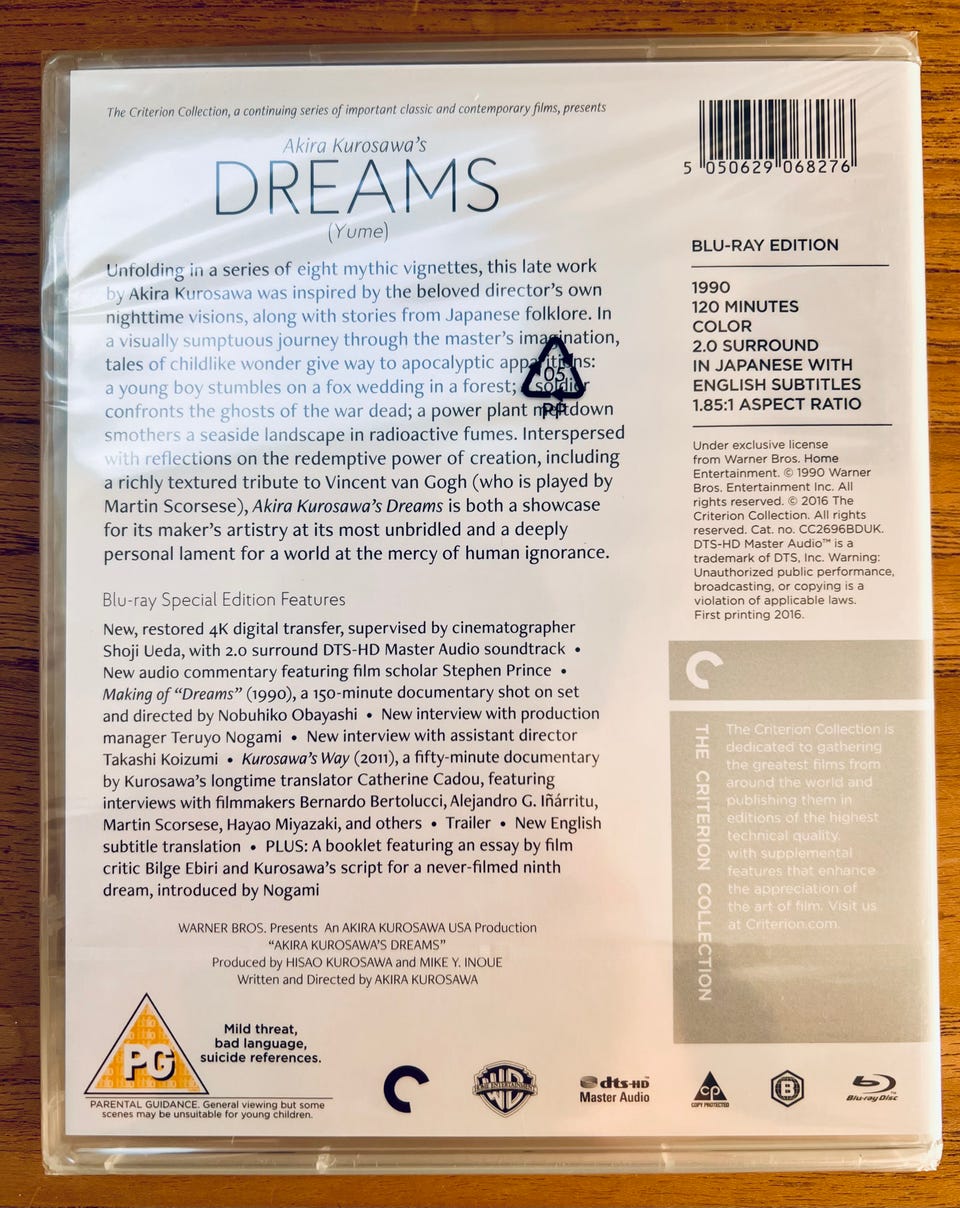 The Criterion Collection, a continuing series of important classic and contemporary films, presents
Akira Kurosawa's
DREAMS
(Yume)
Unfolding in a series of eight mythic vignettes, this late work
by Akira Kurosawa was inspired by the beloved director's own
nighttime visions, along with stories from Japanese folklore. In
a visually sumptuous journey through the master's imagination,
tales of childlike wonder give way to apocalyptic apparitions:
a young boy stumbles on a fox wedding in a forest; a soldier
confronts the ghosts of the war dead; a power plant meltdown
smothers a seaside landscape in radioactive fumes. Interspersed
with reflections on the redemptive power of creation, including
a richly textured tribute to Vincent van Gogh (who is played by
Martin Scorsese), Akira Kurosawa's Dreams is both a showcase
for its maker's artistry at its most unbridled and a deeply
personal lament for a world at the mercy of human ignorance.
05
PP
Blu-ray Special Edition Features
New, restored 4K digital transfer, supervised by cinematographer
Shoji Ueda, with 2.0 surround DTS-HD Master Audio soundtrack •
New audio commentary featuring film scholar Stephen Prince •
Making of "Dreams" (1990), a 150-minute documentary shot on set
and directed by Nobuhiko Obayashi • New interview with production
manager Teruyo Nogami • New interview with assistant director
Takashi Koizumi • Kurosawa's Way (2011), a fifty-minute documentary
by Kurosawa's longtime translator Catherine Cadou, featuring
interviews with filmmakers Bernardo Bertolucci, Alejandro G. Iñárritu,
Martin Scorsese, Hayao Miyazaki, and others • Trailer • New English
subtitle translation • PLUS: A booklet featuring an essay by film
critic Bilge Ebiri and Kurosawa's script for a never-filmed ninth
dream, introduced by Nogami
WARNER BROS. Presents An AKIRA KUROSAWA USA Production
"AKIRA KUROSAWA'S DREAMS"
Produced by HISAO KUROSAWA and MIKE Y. INOUE
Written and Directed by AKIRA KUROSAWA
5 050629 068276
BLU-RAY EDITION
1990
120 MINUTES
COLOR
2.0 SURROUND
IN JAPANESE WITH
ENGLISH SUBTITLES
1.85:1 ASPECT RATIO
Under exclusive license
from Warner Bros. Home
Entertainment. © 1990 Warner
Bros. Entertainment Inc. All
rights reserved. © 2016 The
Criterion Collection. All rights
reserved. Cat. no. CC2696BDUK.
DTS-HD Master Audio™ is a
trademark of DTS, Inc. Warning:
Unauthorized public performance,
broadcasting, or copying is a
violation of applicable laws.
First printing 2016.
THE CRITERION COLLECTION
The Criterion Collection is
dedicated to gathering
the greatest films from
around the world and
publishing them in
editions of the highest
technical quality,
with supplemental
features that enhance
the appreciation of
the art of film. Visit us
at Criterion.com.
PG
Mild threat,
bad language,
suicide references.
PARENTAL GUIDANCE. General viewing but some
scenes may be unsuitable for young children.
WB
HOME ENTERTAINMENT
dts-HD
Master Audio
CP
COPY PROTECTED
B
Blu-ray Disc